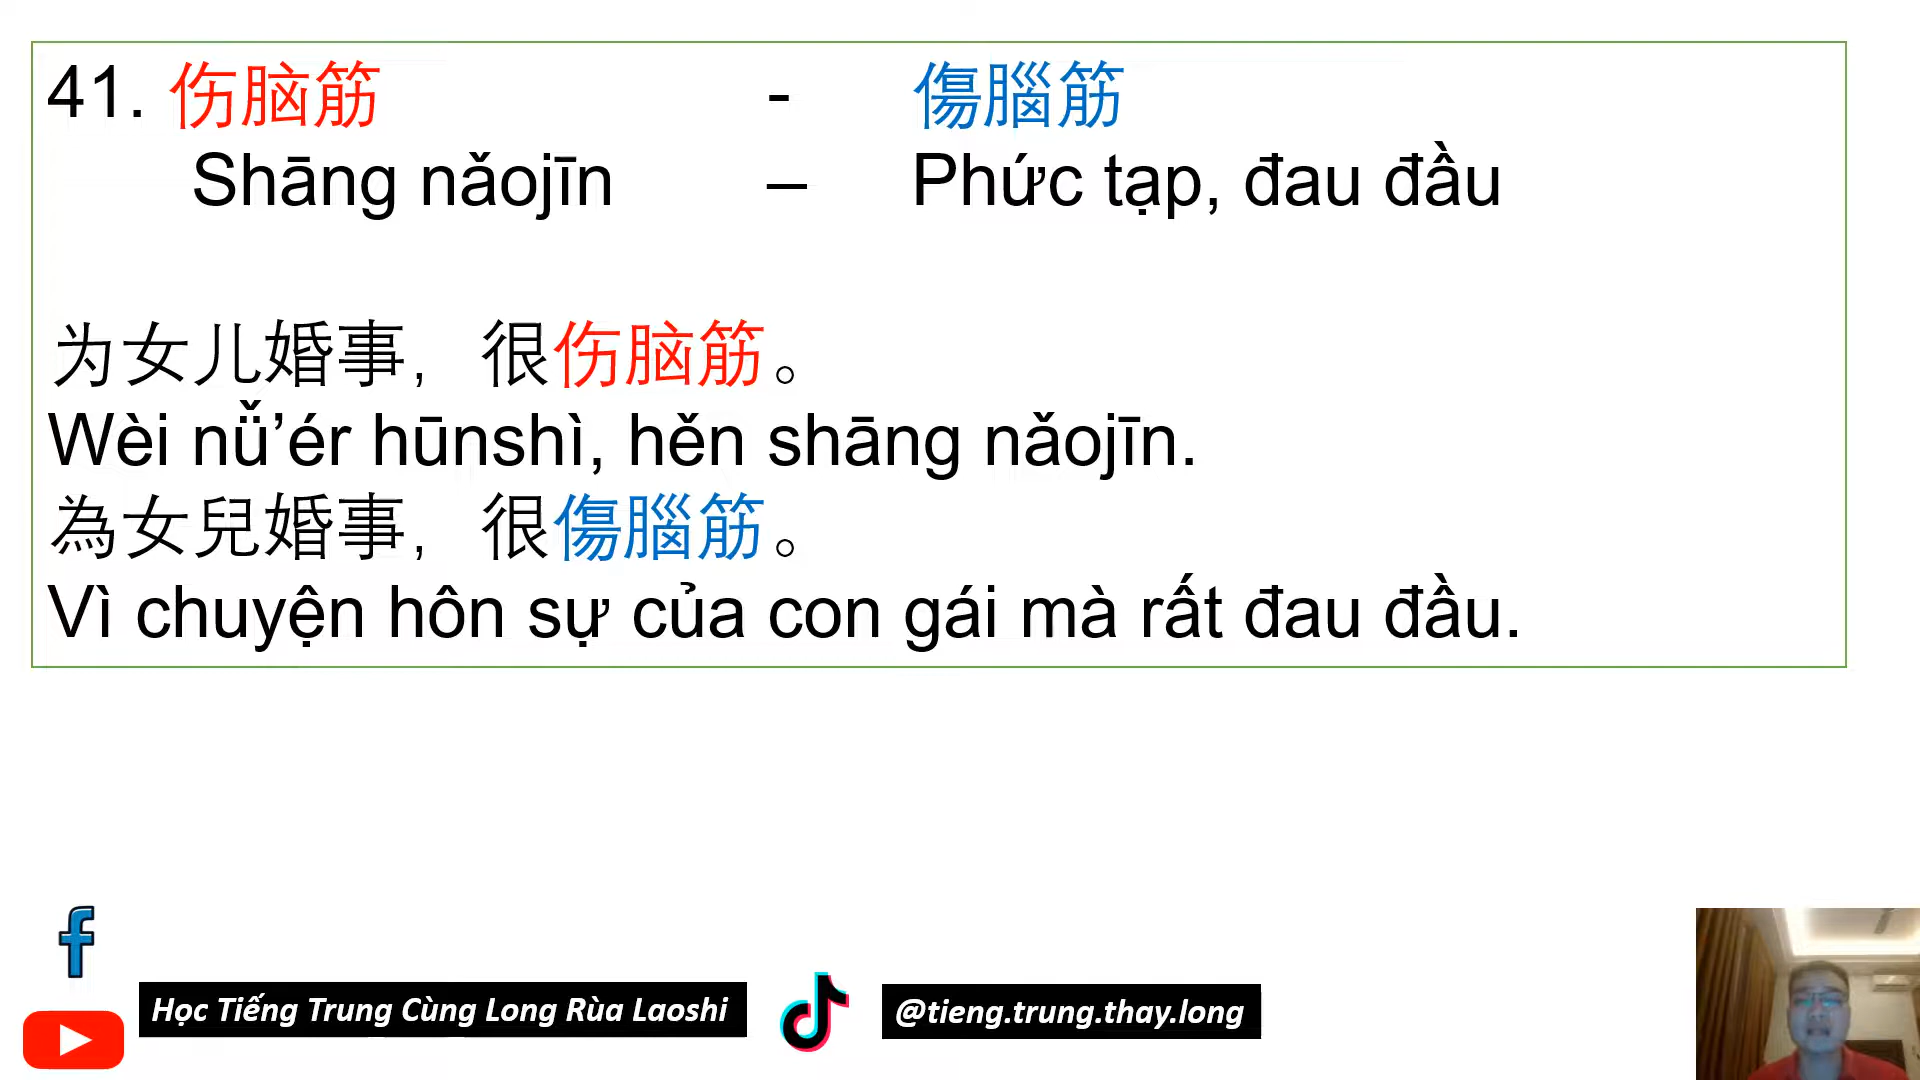 41. 伤脑筋 - 傷腦筋
Shāng nǎojīn – Phức tạp, đau đầu
为女儿婚事，很伤脑筋。
Wèi nǚ’ér hūnshì, hěn shāng nǎojīn.
為女兒婚事，很傷腦筋。
Vì chuyện hôn sự của con gái mà rất đau đầu.
Học Tiếng Trung Cùng Long Rùa Laoshi
@tieng.trung.thay.long